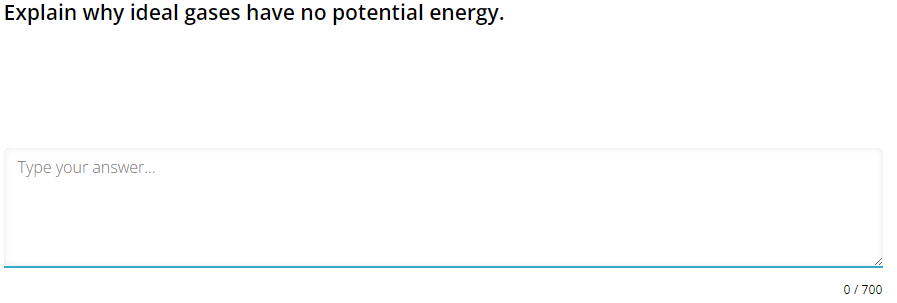 Explain why ideal gases have no potential energy.
Type your answer...
0 / 700